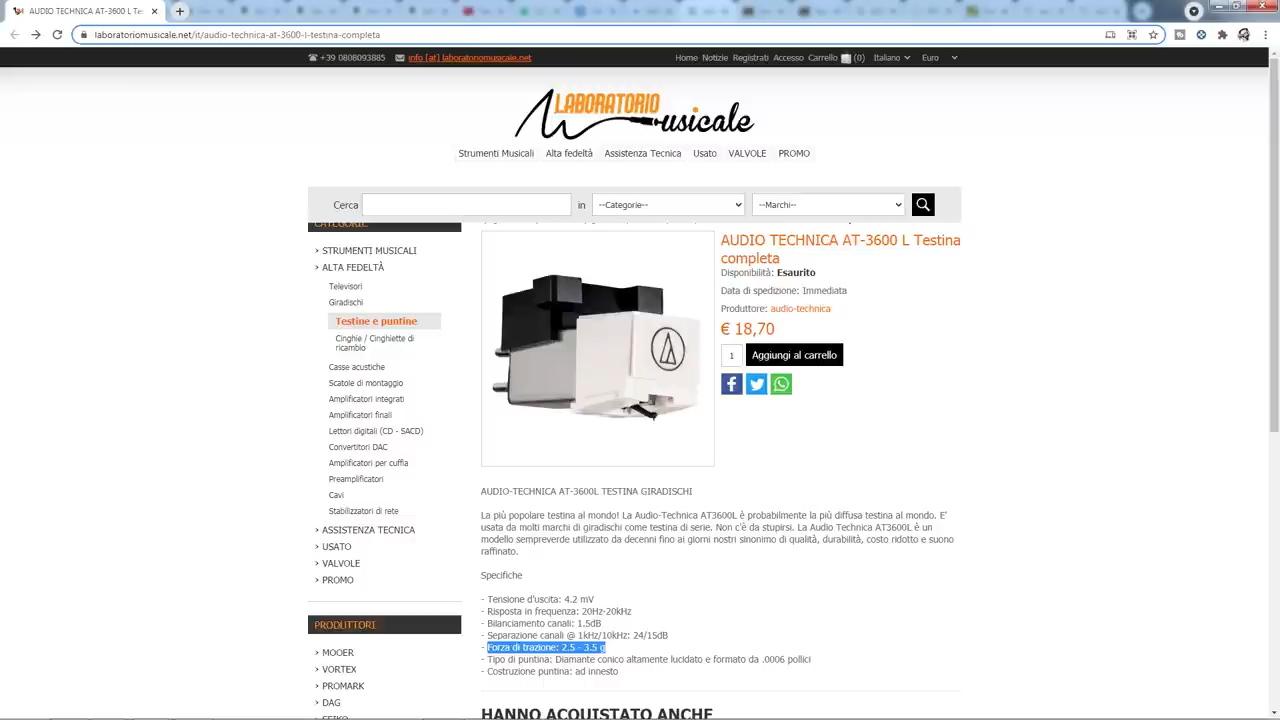 AUDIO TECHNICA AT-3600 L Te
laboratoriomusicale.net/it/audio-technica-at-3600-l-testina-completa
+39 0808093885 info [at] laboratoriomusicale.net
Home Notizie Registrati Accesso Carrello (0) Italiano Euro
LABORATORIO
Musicale
Strumenti Musicali Alta fedeltà Assistenza Tecnica Usato VALVOLE PROMO
Cerca in --Categorie-- --Marchi--
CATEGORIE
STRUMENTI MUSICALI
ALTA FEDELTÀ
Televisori
Giradischi
Testine e puntine
Cinghie / Cinghiette di
ricambio
Casse acustiche
Scatole di montaggio
Amplificatori integrati
Amplificatori finali
Lettori digitali (CD - SACD)
Convertitori DAC
Amplificatori per cuffia
Preamplificatori
Cavi
Stabilizzatori di rete
ASSISTENZA TECNICA
USATO
VALVOLE
PROMO
PRODUTTORI
MOOER
VORTEX
PROMARK
DAG
SEIKO
AUDIO TECHNICA AT-3600 L Testina
completa
Disponibilità: Esaurito
Data di spedizione: Immediata
Produttore: audio-technica
€ 18,70
1 Aggiungi al carrello
AUDIO-TECHNICA AT-3600L TESTINA GIRADISCHI
La più popolare testina al mondo! La Audio-Technica AT3600L è probabilmente la più diffusa testina al mondo. E'
usata da molti marchi di giradischi come testina di serie. Non c'è da stupirsi. La Audio Technica AT3600L è un
modello sempreverde utilizzato da decenni fino ai giorni nostri sinonimo di qualità, durabilità, costo ridotto e suono
raffinato.
Specifiche
- Tensione d'uscita: 4.2 mV
- Risposta in frequenza: 20Hz-20kHz
- Bilanciamento canali: 1.5dB
- Separazione canali @ 1kHz/10kHz: 24/15dB
- Forza di trazione: 2.5 - 3.5 g
- Tipo di puntina: Diamante conico altamente lucidato e formato da .0006 pollici
- Costruzione puntina: ad innesto
HANNO ACQUISTATO ANCHE